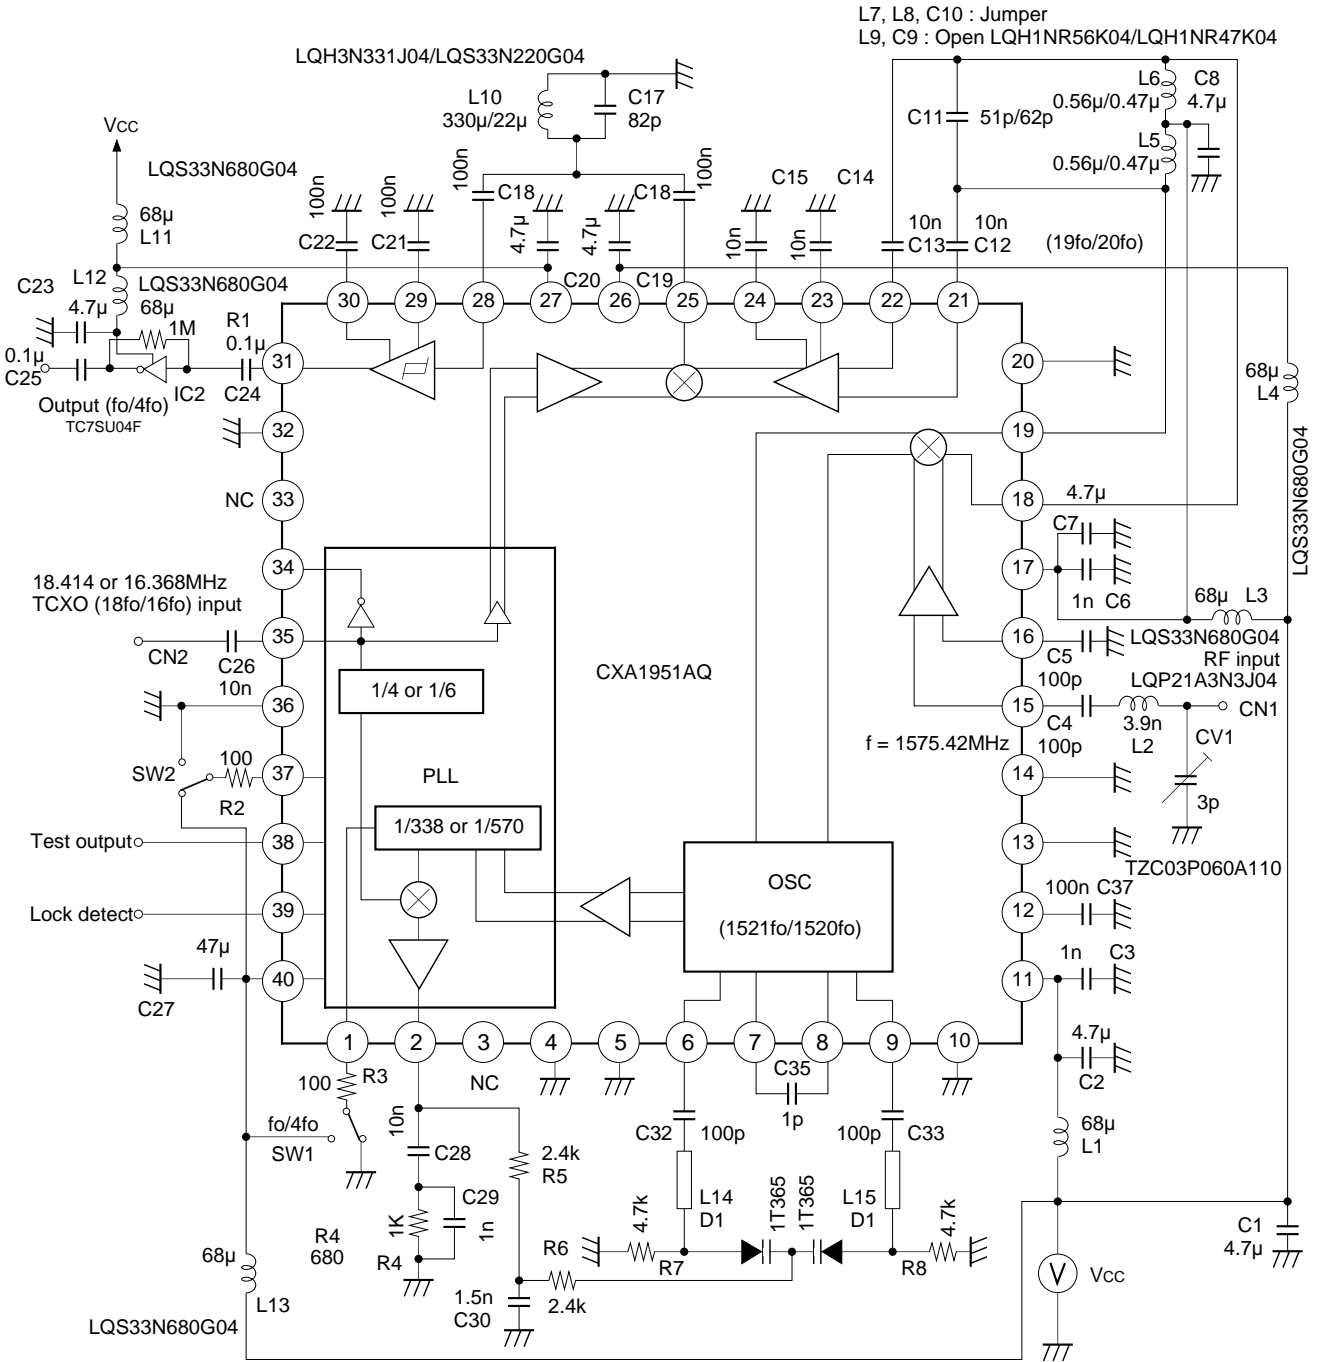 L7, L8, C10 : Jumper
L9, C9 : Open LQH1NR56K04/LQH1NR47K04
LQH3N331J04/LQS33N220G04
L10
330µ/22µ
C17
82p
C11
51p/62p
L6
0.56µ/0.47µ
C8
4.7µ
L5
0.56µ/0.47µ
VCC
LQS33N680G04
68µ
L11
100n
C22
100n
C21
100n
C18
4.7µ
C20
4.7µ
C19
C18
100n
C15
10n
C14
10n
10n
C13
10n
C12
(19fo/20fo)
C23
4.7µ
L12
LQS33N680G04
68µ
1M
R1
0.1µ
C24
0.1µ
C25
IC2
Output (fo/4fo)
TC7SU04F
30
29
28
27
26
25
24
23
22
21
31
32
NC
33
34
35
36
37
38
39
40
20
19
18
17
16
15
14
13
12
11
68µ
L4
LQS33N680G04
4.7µ
C7
1n
C6
68µ
L3
LQS33N680G04
RF input
C5
100p
LQP21A3N3J04
C4
100p
3.9n
L2
CN1
CV1
3p
TZC03P060A110
f = 1575.42MHz
18.414 or 16.368MHz
TCXO (18fo/16fo) input
CN2
C26
10n
1/4 or 1/6
CXA1951AQ
SW2
100
R2
PLL
1/338 or 1/570
Test output
Lock detect
OSC
(1521fo/1520fo)
47µ
C27
100n
C37
1n
C3
4.7µ
C2
68µ
L1
1
2
3
4
5
6
7
8
9
10
NC
100
R3
fo/4fo
SW1
10n
C28
2.4k
R5
C29
1n
1K
R4
R4
680
C35
1p
C32
100p
100p
C33
L14
D1
1T365
1T365
L15
D1
R6
4.7k
R7
4.7k
R8
2.4k
1.5n
C30
68µ
L13
LQS33N680G04
C1
4.7µ
V
VCC